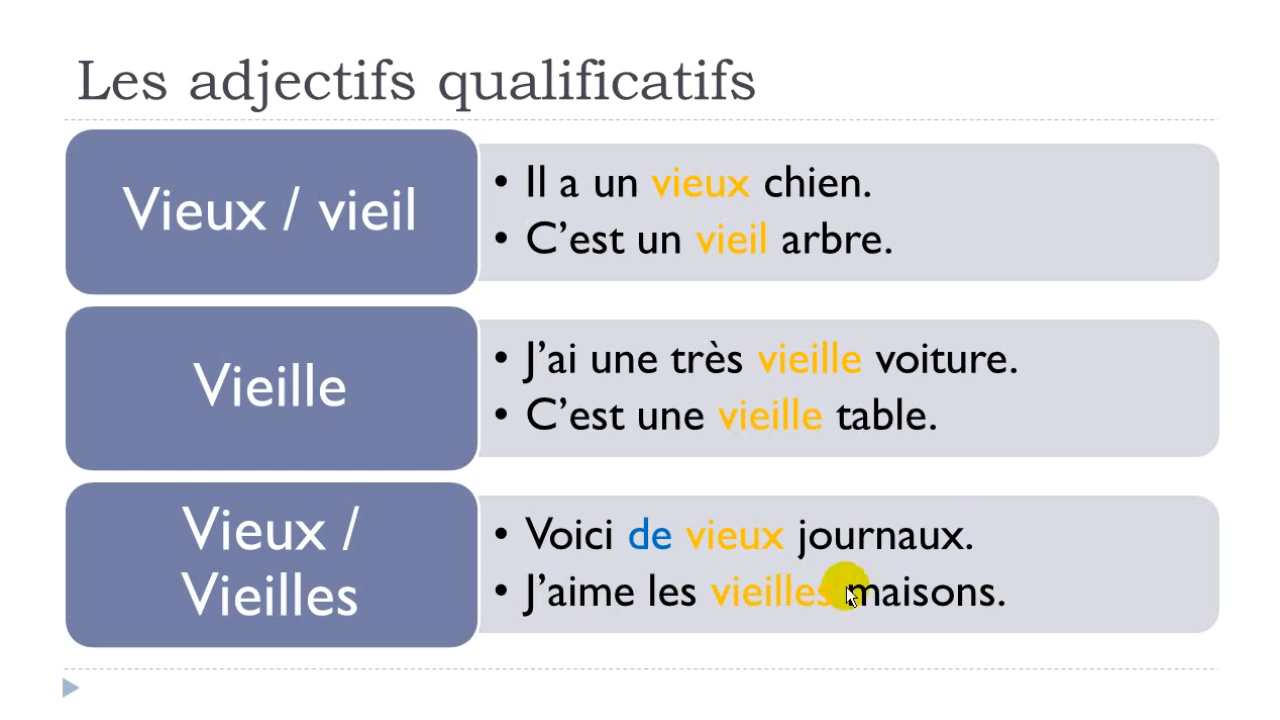 Les adjectifs qualificatifs
Vieux / vieil
• Il a un vieux chien.
• C’est un vieil arbre.
Vieille
• J’ai une très vieille voiture.
• C’est une vieille table.
Vieux /
Vieilles
• Voici de vieux journaux.
• J’aime les vieilles maisons.